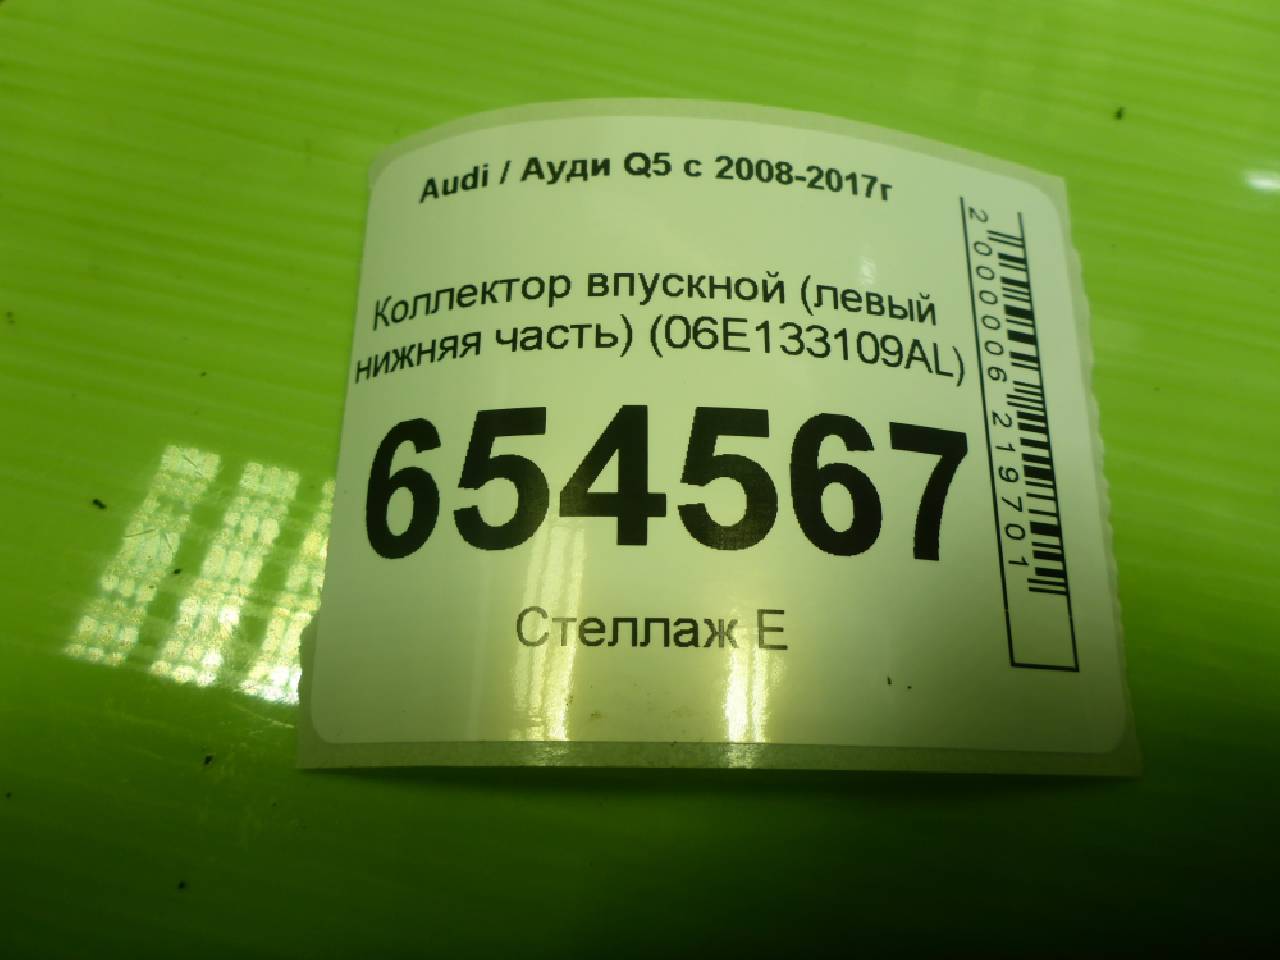 Audi / Ауди Q5 с 2008-2017г
Коллектор впускной (левый
нижняя часть) (06E133109AL)
654567
Стеллаж Е
2000006219701